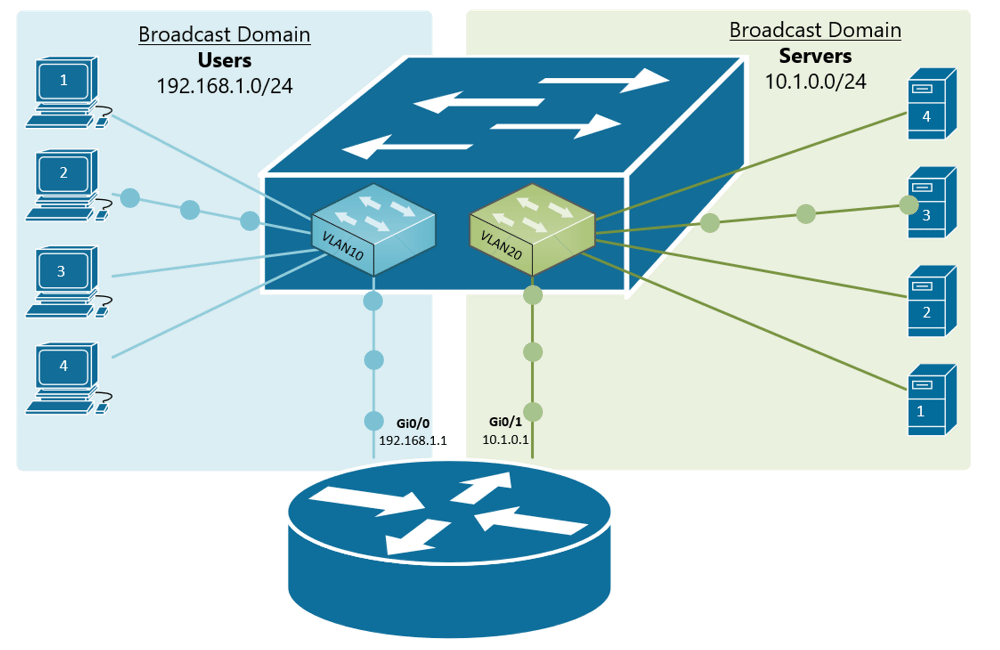 Broadcast Domain
Users
192.168.1.0/24
Broadcast Domain
Servers
10.1.0.0/24
1
2
3
4
VLAN10
VLAN20
4
3
2
1
Gi0/0
192.168.1.1
Gi0/1
10.1.0.1